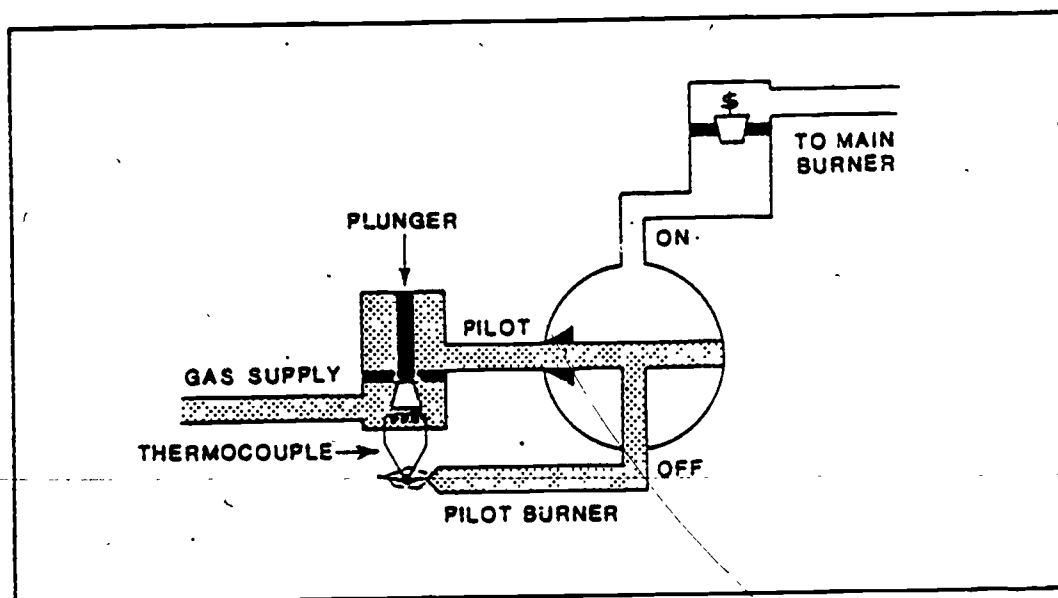 $
TO MAIN
BURNER
PLUNGER
ON
PILOT
GAS SUPPLY
THERMOCOUPLE
OFF
PILOT BURNER